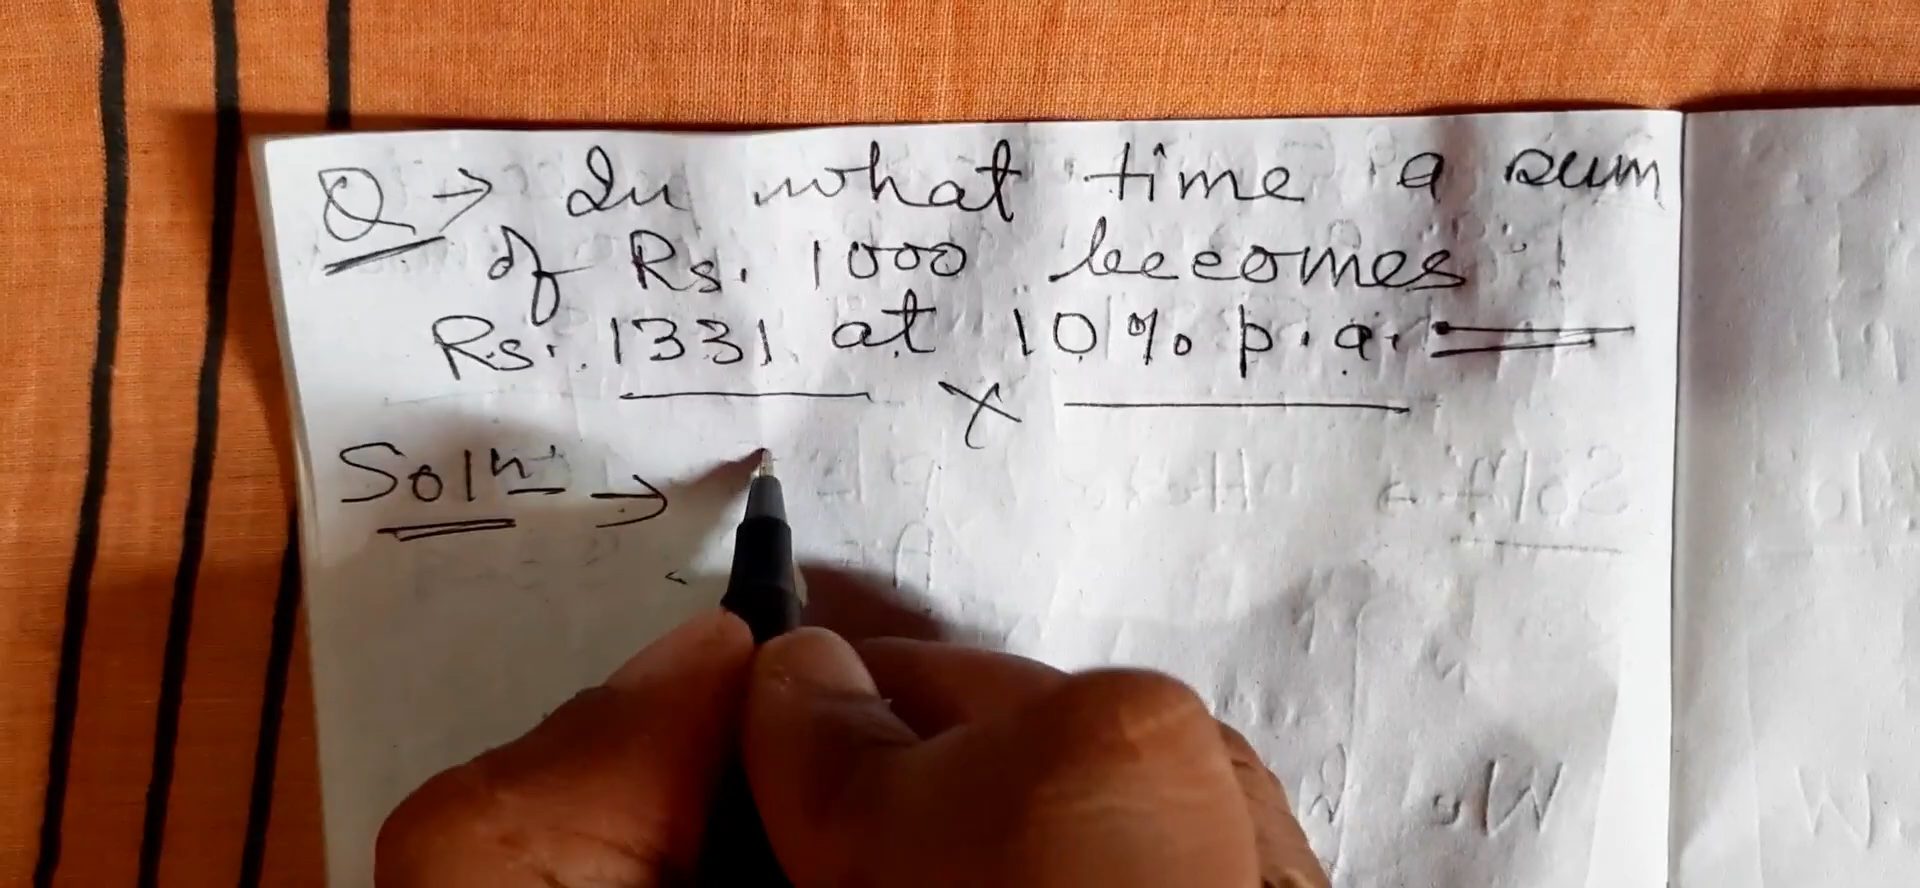 Q → In what time a sum
of Rs. 1000 becomes
Rs. 1331 at 10% p.a.
Soln →